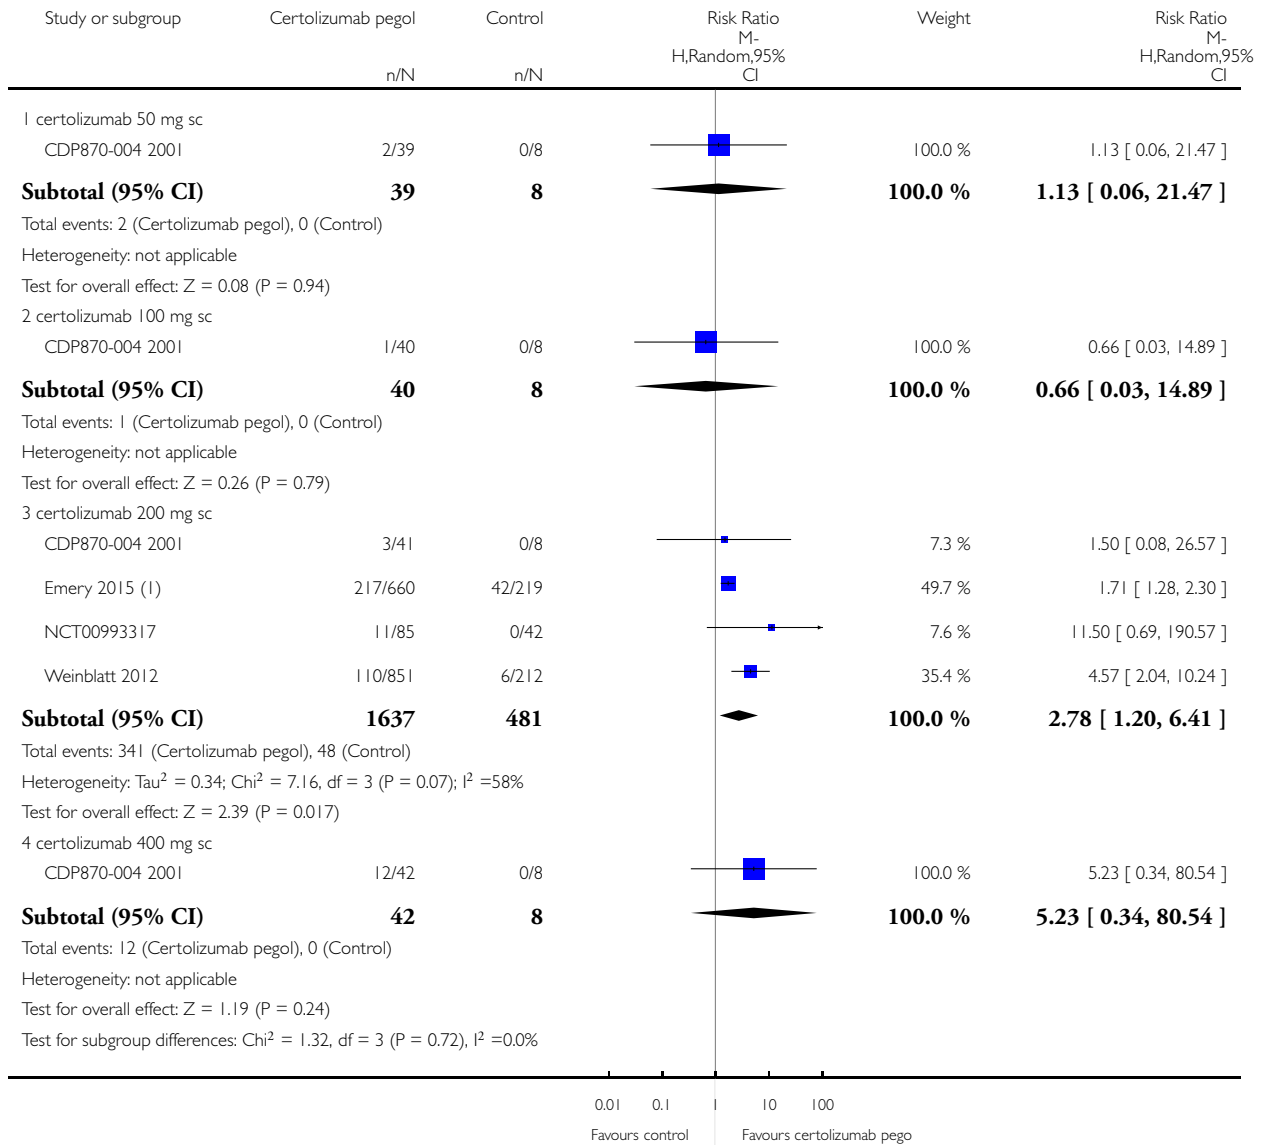 Study or subgroup Certolizumab pegol Control Risk Ratio Weight Risk Ratio
M-
H,Random,95%
CI
M-
H,Random,95%
CI
n/N n/N
1 certolizumab 50 mg sc
CDP870-004 2001 2/39 0/8 100.0 % 1.13 [ 0.06, 21.47 ]
Subtotal (95% CI) 39 8 100.0 % 1.13 [ 0.06, 21.47 ]
Total events: 2 (Certolizumab pegol), 0 (Control)
Heterogeneity: not applicable
Test for overall effect: Z = 0.08 (P = 0.94)
2 certolizumab 100 mg sc
CDP870-004 2001 1/40 0/8 100.0 % 0.66 [ 0.03, 14.89 ]
Subtotal (95% CI) 40 8 100.0 % 0.66 [ 0.03, 14.89 ]
Total events: 1 (Certolizumab pegol), 0 (Control)
Heterogeneity: not applicable
Test for overall effect: Z = 0.26 (P = 0.79)
3 certolizumab 200 mg sc
CDP870-004 2001 3/41 0/8 7.3 % 1.50 [ 0.08, 26.57 ]
Emery 2015 (1) 217/660 42/219 49.7 % 1.71 [ 1.28, 2.30 ]
NCT00993317 11/85 0/42 7.6 % 11.50 [ 0.69, 190.57 ]
Weinblatt 2012 110/851 6/212 35.4 % 4.57 [ 2.04, 10.24 ]
Subtotal (95% CI) 1637 481 100.0 % 2.78 [ 1.20, 6.41 ]
Total events: 341 (Certolizumab pegol), 48 (Control)
Heterogeneity: Tau² = 0.34; Chi² = 7.16, df = 3 (P = 0.07); I² =58%
Test for overall effect: Z = 2.39 (P = 0.017)
4 certolizumab 400 mg sc
CDP870-004 2001 12/42 0/8 100.0 % 5.23 [ 0.34, 80.54 ]
Subtotal (95% CI) 42 8 100.0 % 5.23 [ 0.34, 80.54 ]
Total events: 12 (Certolizumab pegol), 0 (Control)
Heterogeneity: not applicable
Test for overall effect: Z = 1.19 (P = 0.24)
Test for subgroup differences: Chi² = 1.32, df = 3 (P = 0.72), I² =0.0%
0.01 0.1 1 10 100
Favours control Favours certolizumab pego